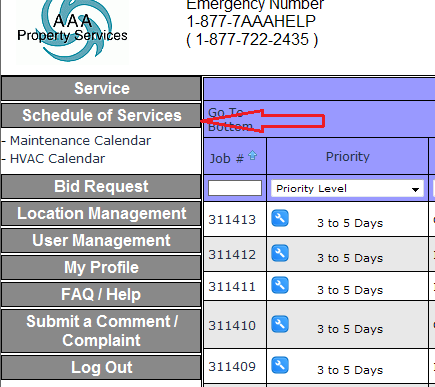 AAA
Property Services
Emergency Number
1-877-7AAAHELP
( 1-877-722-2435 )
Service
Schedule of Services
- Maintenance Calendar
- HVAC Calendar
Bid Request
Location Management
User Management
My Profile
FAQ / Help
Submit a Comment /
Complaint
Log Out
Go To
Bottom
Job # Priority
Priority Level
311413 3 to 5 Days
311412 3 to 5 Days
311411 3 to 5 Days
311410 3 to 5 Days
311409 3 to 5 Days